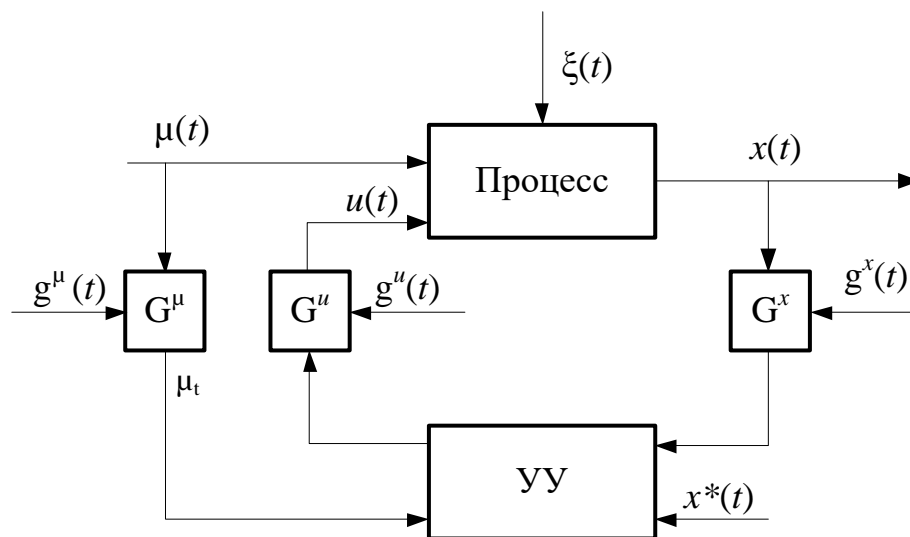 ξ(t)
μ(t)
x(t)
Процесс
u(t)
g^μ(t)
G^μ
G^u
g^u(t)
G^x
g^x(t)
μ_t
УУ
x*(t)